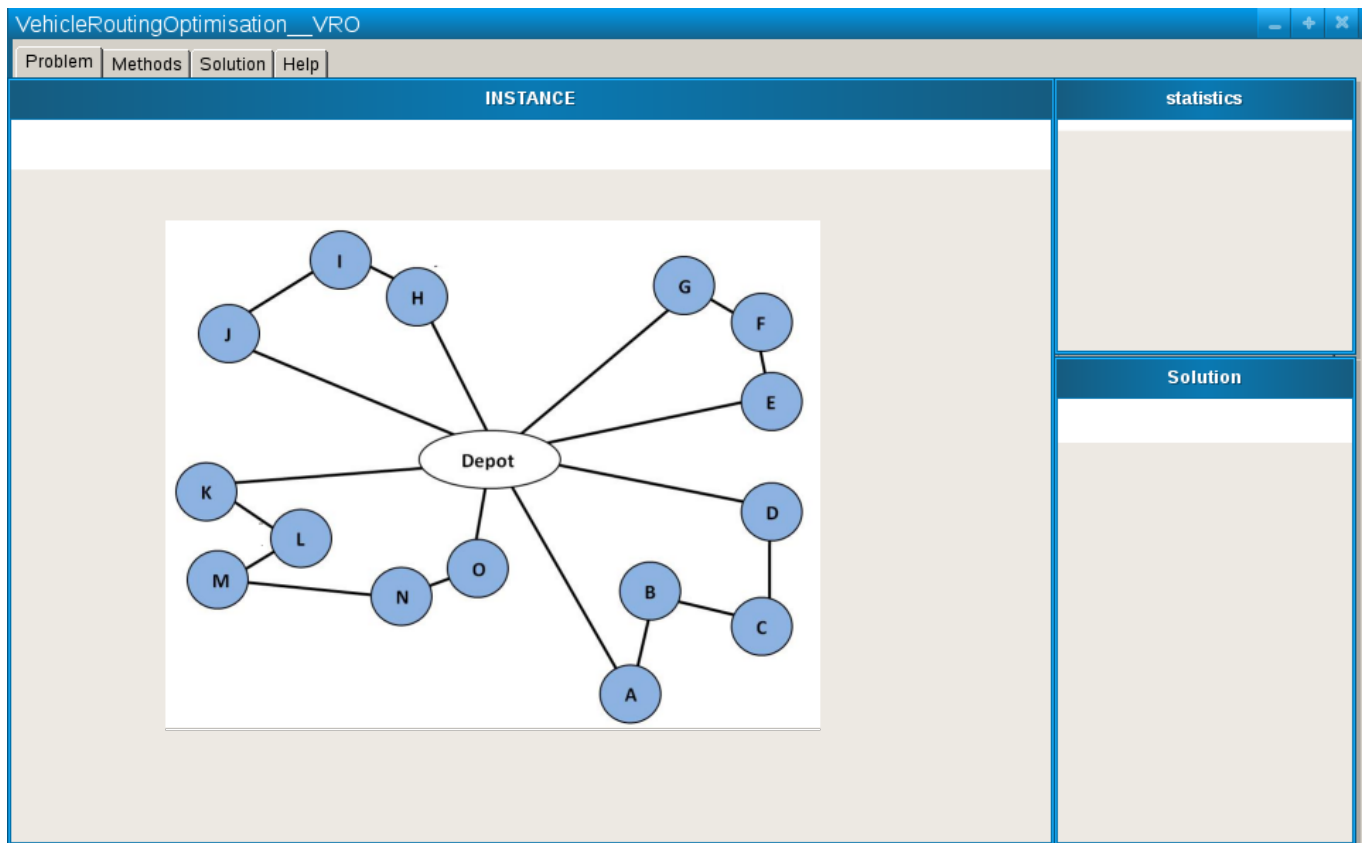 VehicleRoutingOptimisation__VRO
Problem Methods Solution Help
INSTANCE
statistics
I
H
G
J
F
E
Solution
Depot
K
D
L
M
B
O
N
C
A